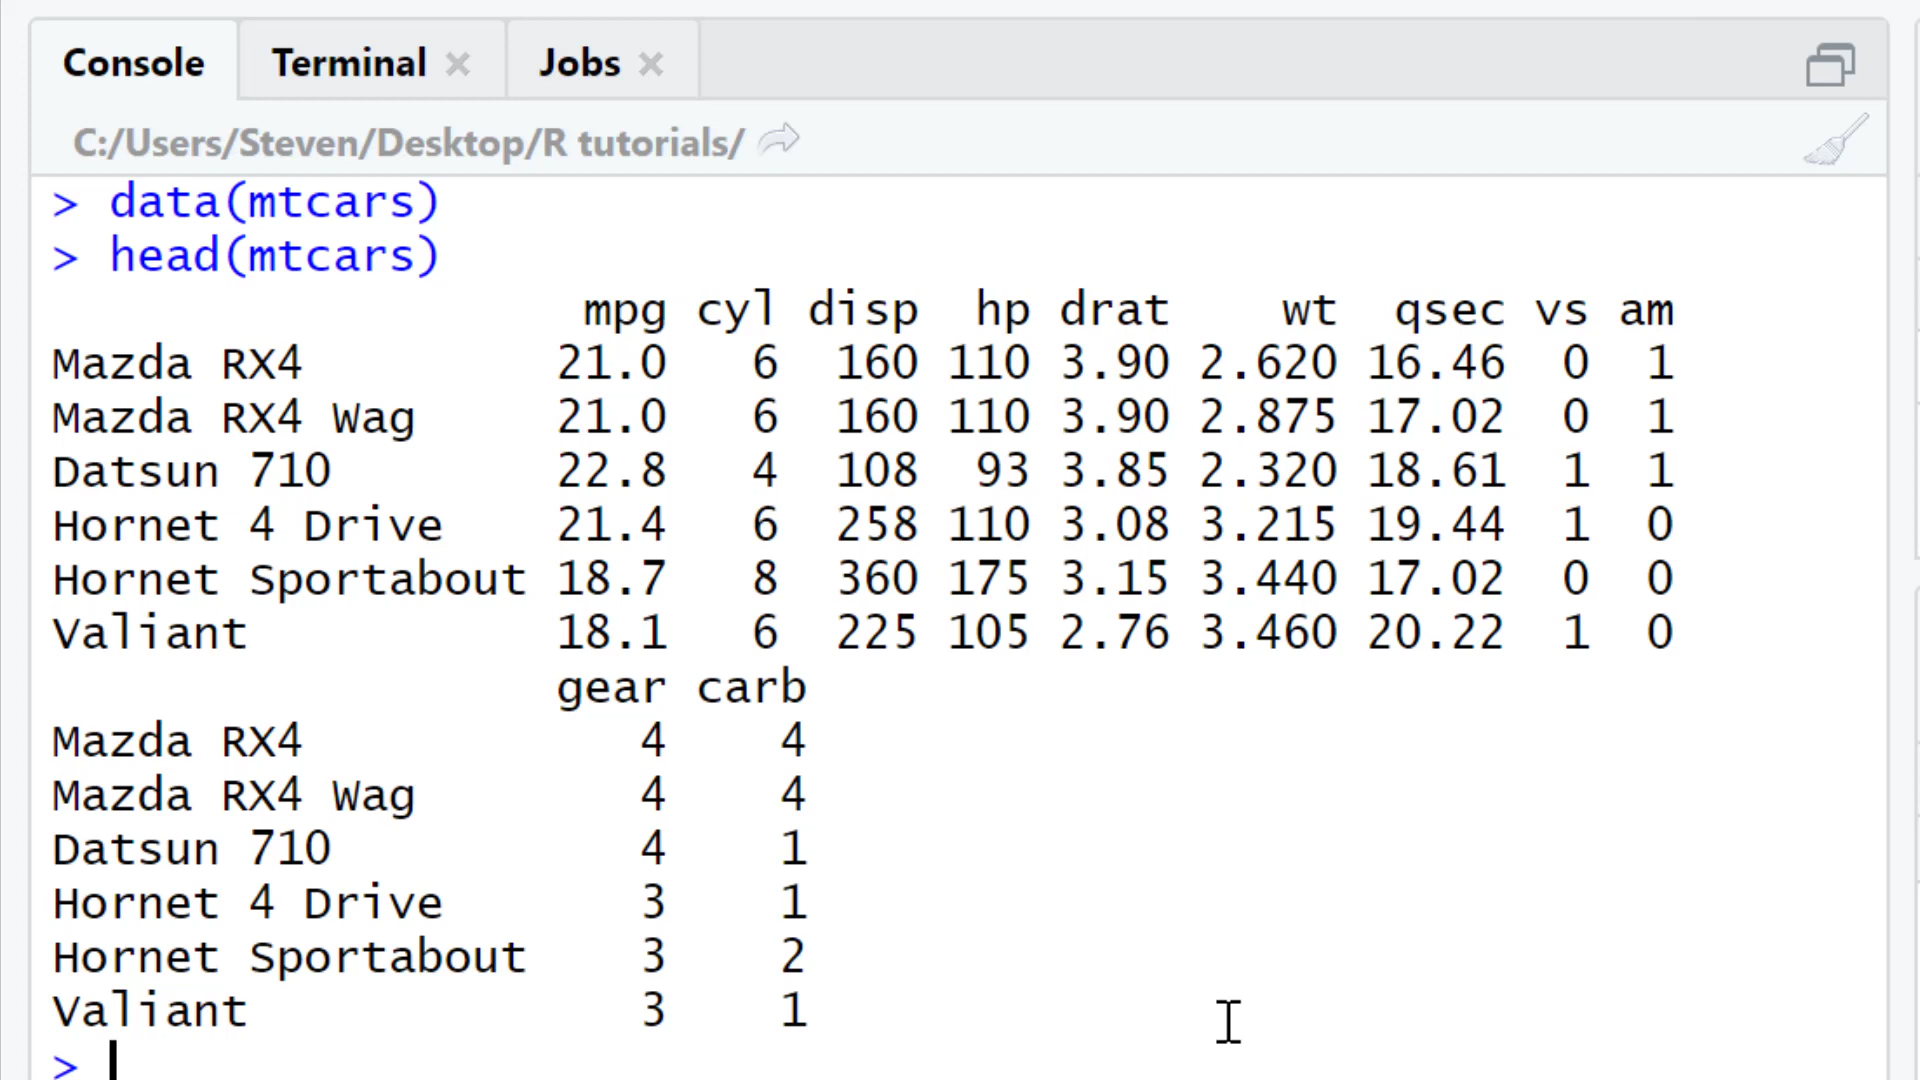 Console Terminal Jobs
C:/Users/Steven/Desktop/R tutorials/
> data(mtcars)
> head(mtcars)
                   mpg cyl disp  hp drat    wt  qsec vs am
Mazda RX4         21.0   6  160 110 3.90 2.620 16.46  0  1
Mazda RX4 Wag     21.0   6  160 110 3.90 2.875 17.02  0  1
Datsun 710        22.8   4  108  93 3.85 2.320 18.61  1  1
Hornet 4 Drive    21.4   6  258 110 3.08 3.215 19.44  1  0
Hornet Sportabout 18.7   8  360 175 3.15 3.440 17.02  0  0
Valiant           18.1   6  225 105 2.76 3.460 20.22  1  0
                  gear carb
Mazda RX4            4    4
Mazda RX4 Wag        4    4
Datsun 710           4    1
Hornet 4 Drive       3    1
Hornet Sportabout    3    2
Valiant              3    1
>